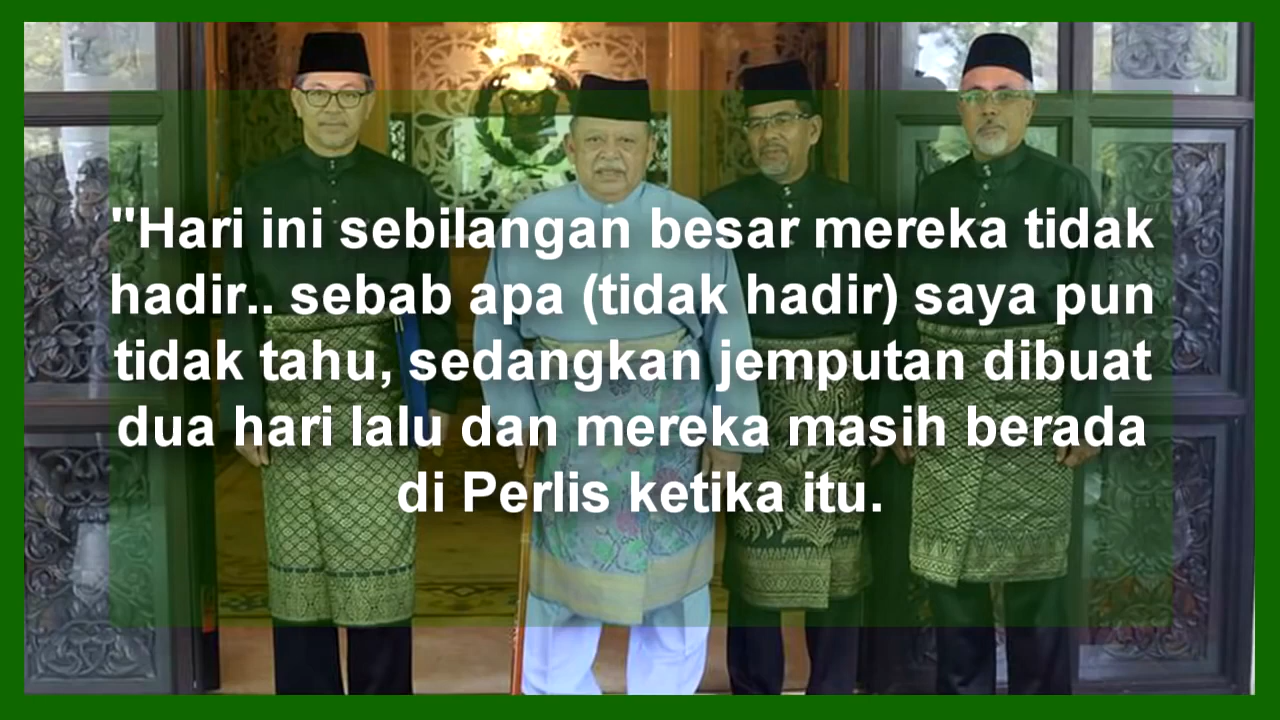 "Hari ini sebilangan besar mereka tidak
hadir.. sebab apa (tidak hadir) saya pun
tidak tahu, sedangkan jemputan dibuat
dua hari lalu dan mereka masih berada
di Perlis ketika itu.